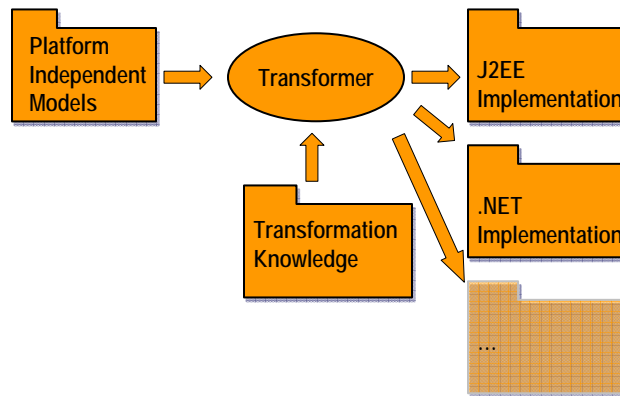 Platform
Independent
Models
Transformer
J2EE
Implementation
.NET
Implementation
Transformation
Knowledge
...